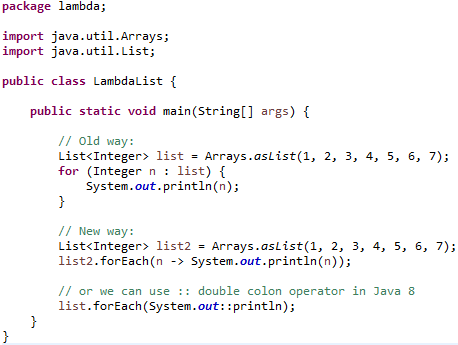 package lambda;
import java.util.Arrays;
import java.util.List;
public class LambdaList {
public static void main(String[] args) {
// Old way:
List<Integer> list = Arrays.asList(1, 2, 3, 4, 5, 6, 7);
for (Integer n : list) {
System.out.println(n);
}
// New way:
List<Integer> list2 = Arrays.asList(1, 2, 3, 4, 5, 6, 7);
list2.forEach(n -> System.out.println(n));
// or we can use :: double colon operator in Java 8
list.forEach(System.out::println);
}
}